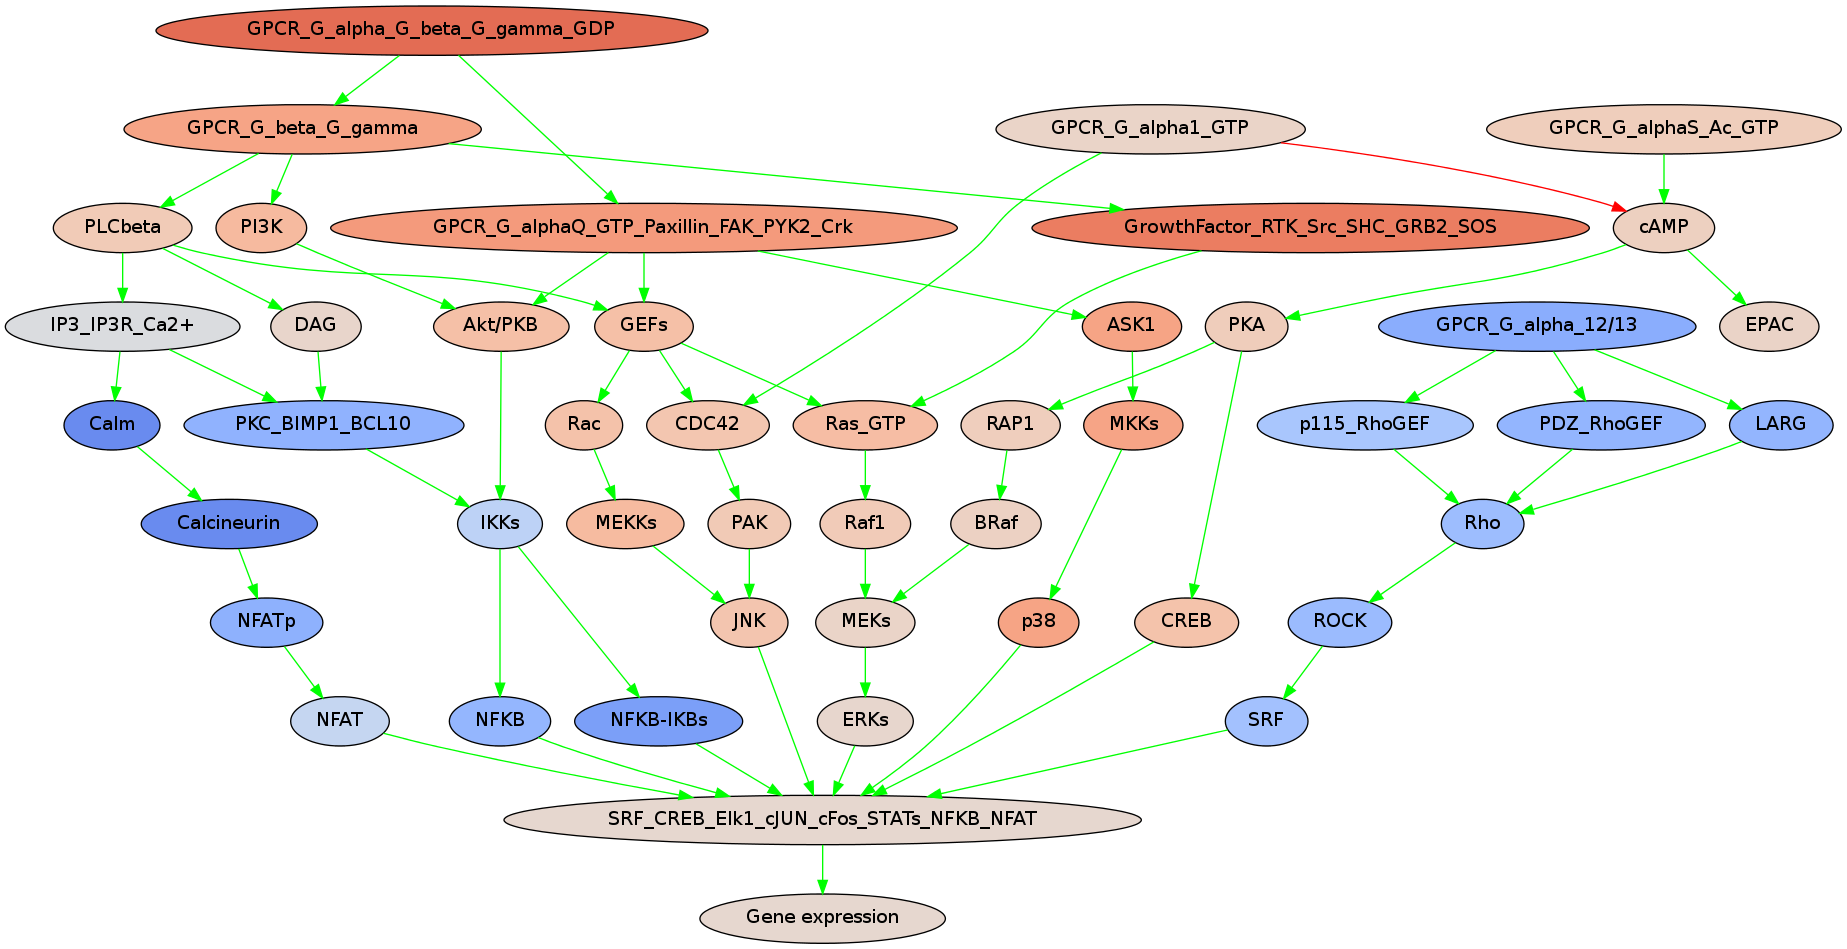 GPCR_G_alpha_G_beta_G_gamma_GDP
GPCR_G_beta_G_gamma
GPCR_G_alpha1_GTP
GPCR_G_alphaS_Ac_GTP
PLCbeta
PI3K
GPCR_G_alphaQ_GTP_Paxillin_FAK_PYK2_Crk
GrowthFactor_RTK_Src_SHC_GRB2_SOS
cAMP
IP3_IP3R_Ca2+
DAG
Akt/PKB
GEFs
ASK1
PKA
GPCR_G_alpha_12/13
EPAC
Calm
PKC_BIMP1_BCL10
Rac
CDC42
Ras_GTP
RAP1
MKKs
p115_RhoGEF
PDZ_RhoGEF
LARG
Calcineurin
IKKs
MEKKs
PAK
Raf1
BRaf
Rho
NFATp
JNK
MEKs
p38
CREB
ROCK
NFAT
NFKB
NFKB-IKBs
ERKs
SRF
SRF_CREB_Elk1_cJUN_cFos_STATs_NFKB_NFAT
Gene expression